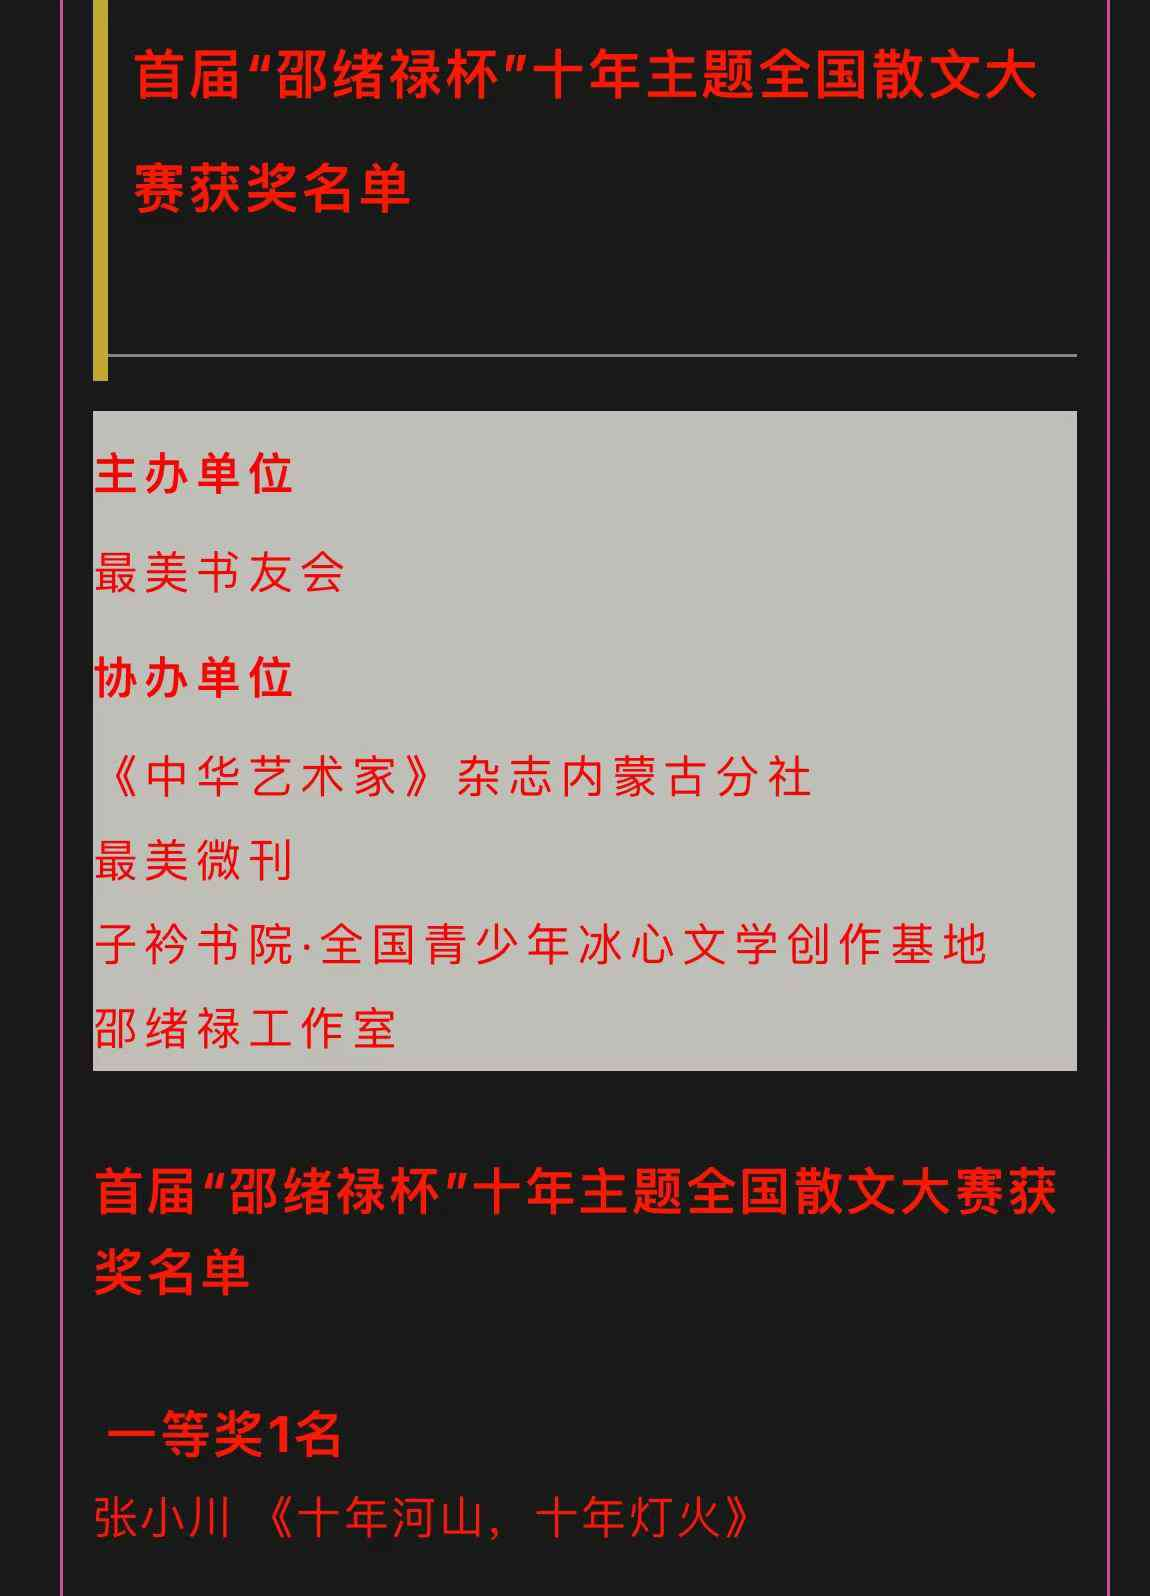 首届“邵绪禄杯”十年主题全国散文大
赛获奖名单
主办单位
最美书友会
协办单位
《中华艺术家》杂志内蒙古分社
最美微刊
子衿书院·全国青少年冰心文学创作基地
邵绪禄工作室
首届“邵绪禄杯”十年主题全国散文大赛获
奖名单
一等奖1名
张小川 《十年河山，十年灯火》